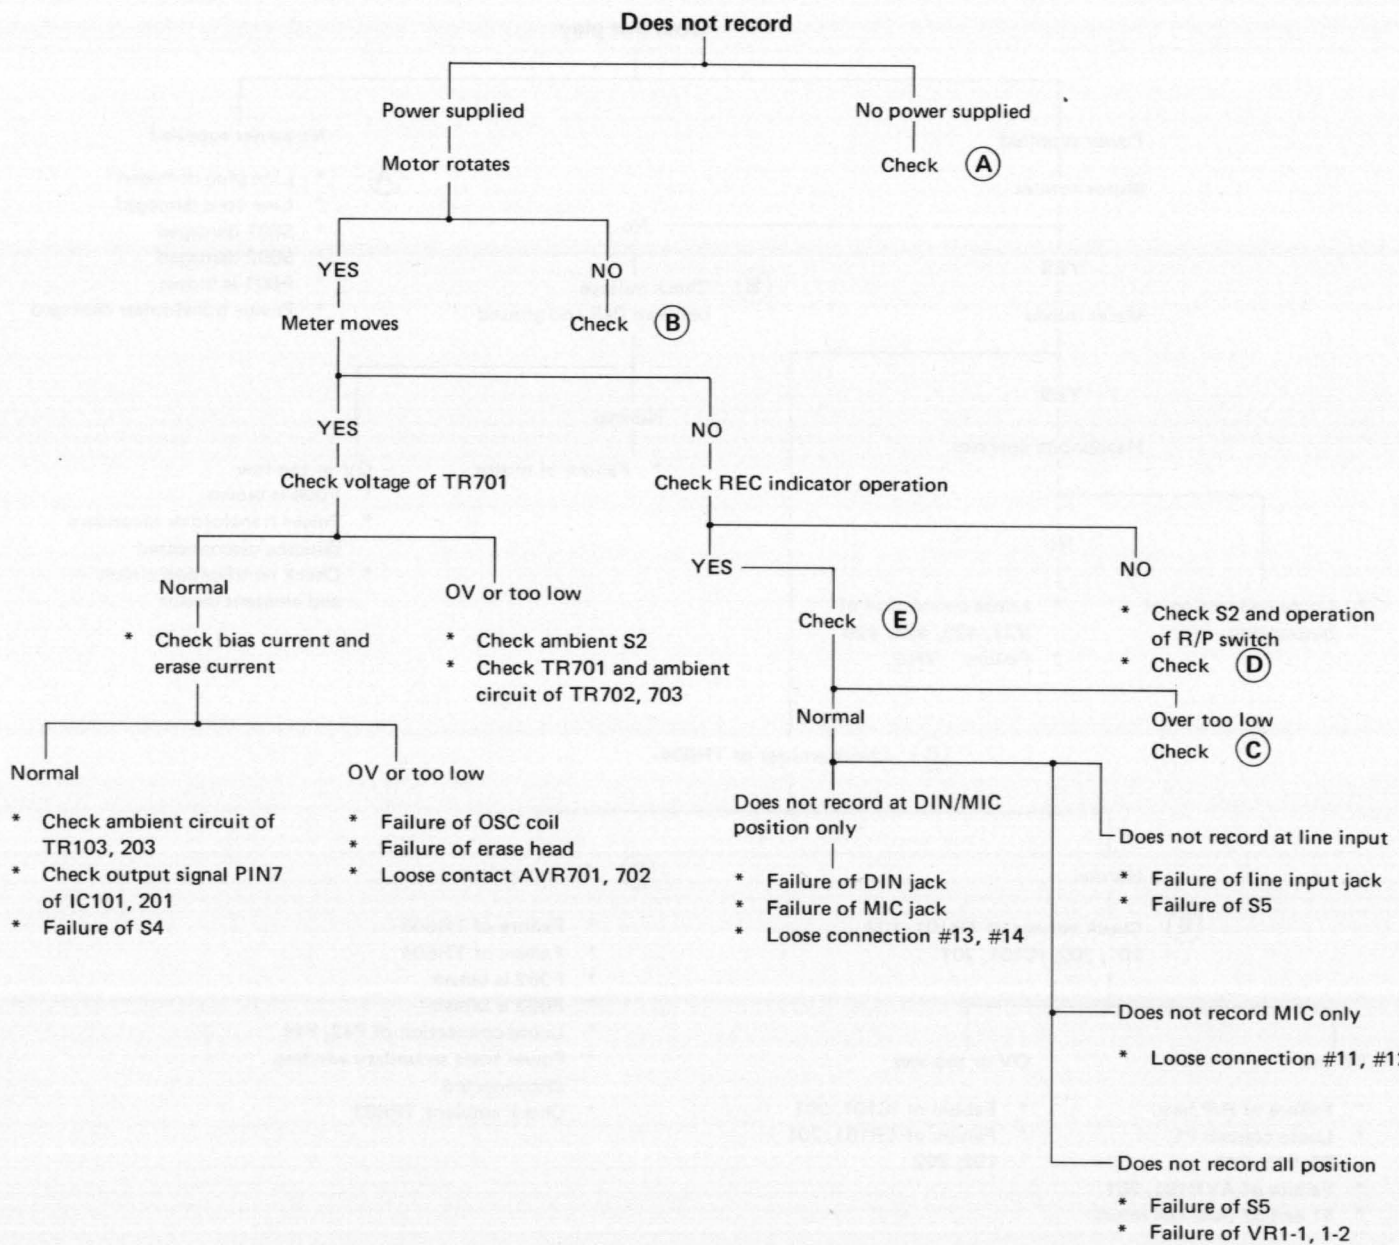 Does not record
Power supplied
No power supplied
Motor rotates
Check Ⓐ
YES
NO
Meter moves
Check Ⓑ
YES
NO
Check voltage of TR701
Check REC indicator operation
Normal
OV or too low
YES
NO
* Check bias current and
erase current
* Check ambient S2
* Check TR701 and ambient
circuit of TR702, 703
Check Ⓔ
* Check S2 and operation
of R/P switch
* Check Ⓓ
Normal
OV or too low
Normal
Over too low
Check Ⓒ
* Check ambient circuit of
TR103, 203
* Check output signal PIN7
of IC101, 201
* Failure of S4
* Failure of OSC coil
* Failure of erase head
* Loose contact AVR701, 702
Does not record at DIN/MIC
position only
* Failure of DIN jack
* Failure of MIC jack
* Loose connection #13, #14
Does not record at line input
* Failure of line input jack
* Failure of S5
Does not record MIC only
* Loose connection #11,
Does not record all position
* Failure of S5
* Failure of VR1-1, 1-2